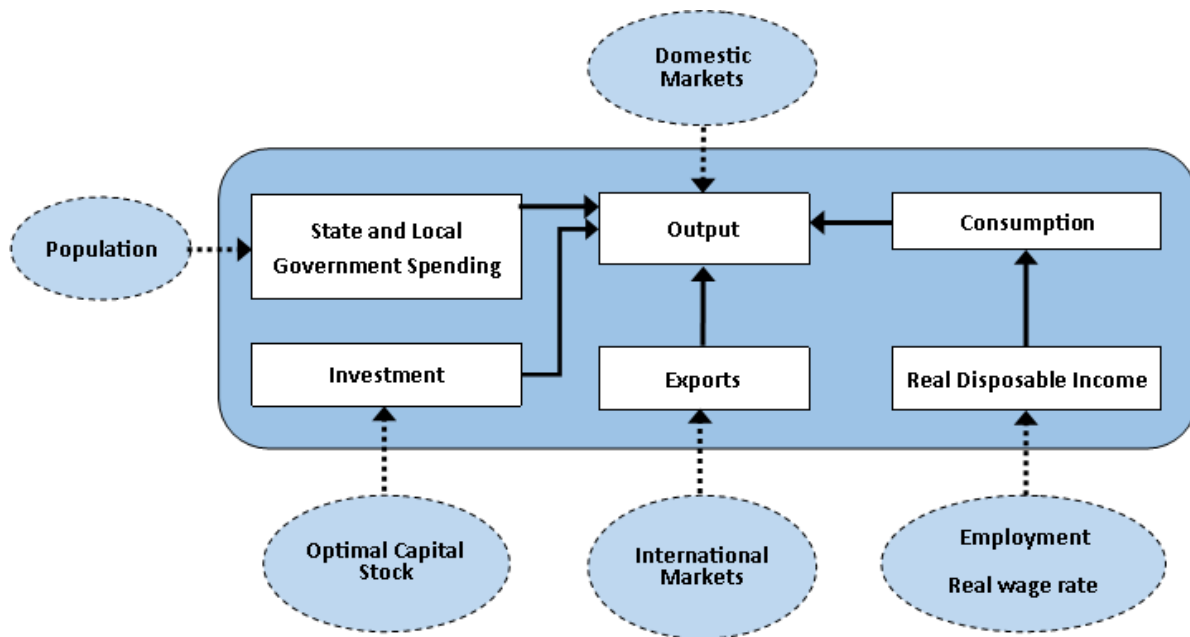 Domestic
Markets
Population
State and Local
Government Spending
Output
Consumption
Investment
Exports
Real Disposable Income
Optimal Capital
Stock
International
Markets
Employment
Real wage rate